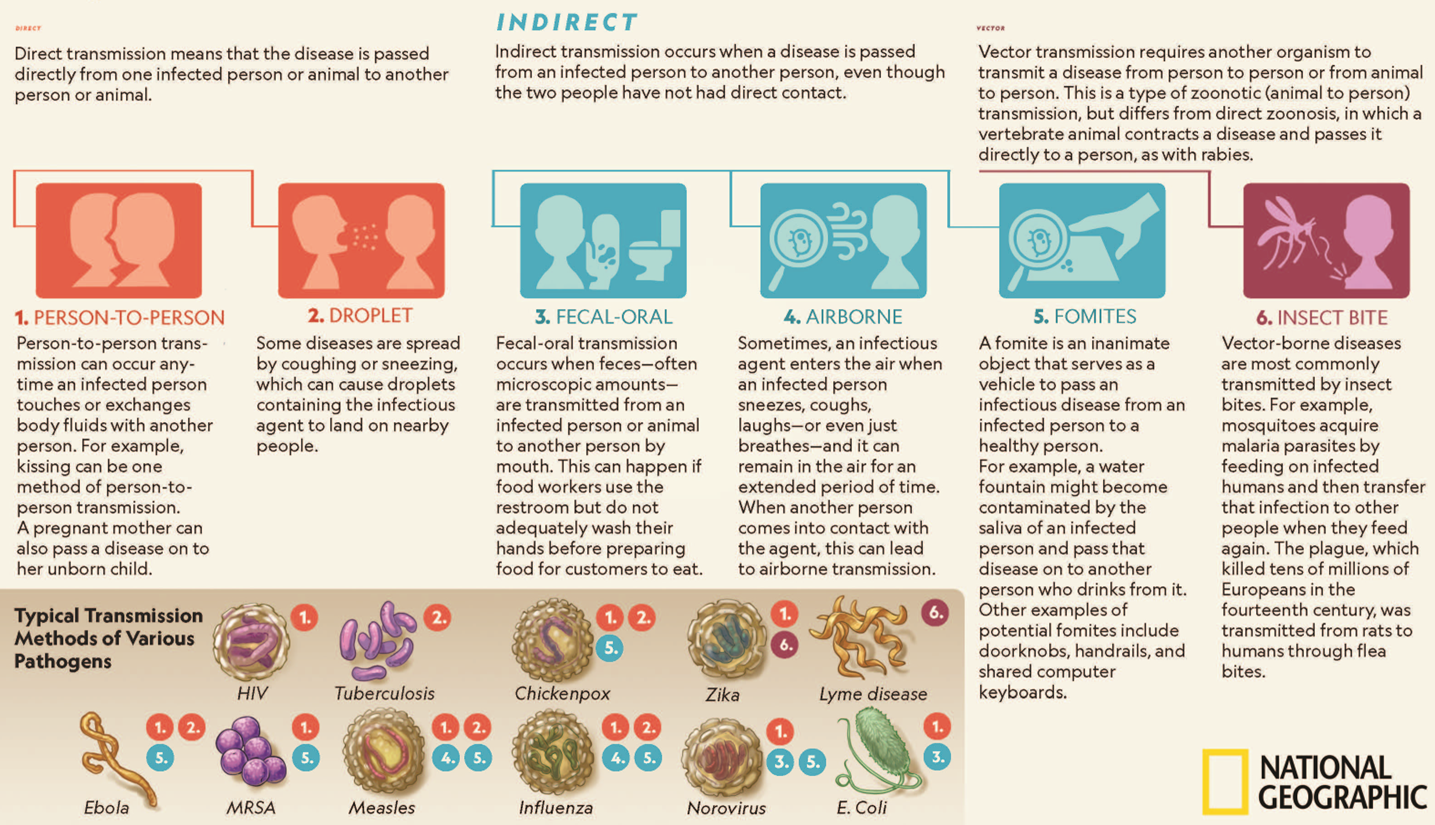 DIRECT
Direct transmission means that the disease is passed
directly from one infected person or animal to another
person or animal.
INDIRECT
Indirect transmission occurs when a disease is passed
from an infected person to another person, even though
the two people have not had direct contact.
VECTOR
Vector transmission requires another organism to
transmit a disease from person to person or from animal
to person. This is a type of zoonotic (animal to person)
transmission, but differs from direct zoonosis, in which a
vertebrate animal contracts a disease and passes it
directly to a person, as with rabies.
1. PERSON-TO-PERSON
Person-to-person trans-
mission can occur any-
time an infected person
touches or exchanges
body fluids with another
person. For example,
kissing can be one
method of person-to-
person transmission.
A pregnant mother can
also pass a disease on to
her unborn child.
2. DROPLET
Some diseases are spread
by coughing or sneezing,
which can cause droplets
containing the infectious
agent to land on nearby
people.
3. FECAL-ORAL
Fecal-oral transmission
occurs when feces—often
microscopic amounts—
are transmitted from an
infected person or animal
to another person by
mouth. This can happen if
food workers use the
restroom but do not
adequately wash their
hands before preparing
food for customers to eat.
4. AIRBORNE
Sometimes, an infectious
agent enters the air when
an infected person
sneezes, coughs,
laughs—or even just
breathes—and it can
remain in the air for an
extended period of time.
When another person
comes into contact with
the agent, this can lead
to airborne transmission.
5. FOMITES
A fomite is an inanimate
object that serves as a
vehicle to pass an
infectious disease from an
infected person to a
healthy person.
For example, a water
fountain might become
contaminated by the
saliva of an infected
person and pass that
disease on to another
person who drinks from it.
Other examples of
potential fomites include
doorknobs, handrails, and
shared computer
keyboards.
6. INSECT BITE
Vector-borne diseases
are most commonly
transmitted by insect
bites. For example,
mosquitoes acquire
malaria parasites by
feeding on infected
humans and then transfer
that infection to other
people when they feed
again. The plague, which
killed tens of millions of
Europeans in the
fourteenth century, was
transmitted from rats to
humans through flea
bites.
Typical Transmission
Methods of Various
Pathogens
1.
HIV
2.
Tuberculosis
1. 2.
5.
Chickenpox
1.
6.
Zika
6.
Lyme disease
1. 2.
5.
Ebola
1.
5.
MRSA
1. 2.
4. 5.
Measles
1. 2.
4. 5.
Influenza
1.
3. 5.
Norovirus
1.
3.
E. Coli
NATIONAL
GEOGRAPHIC